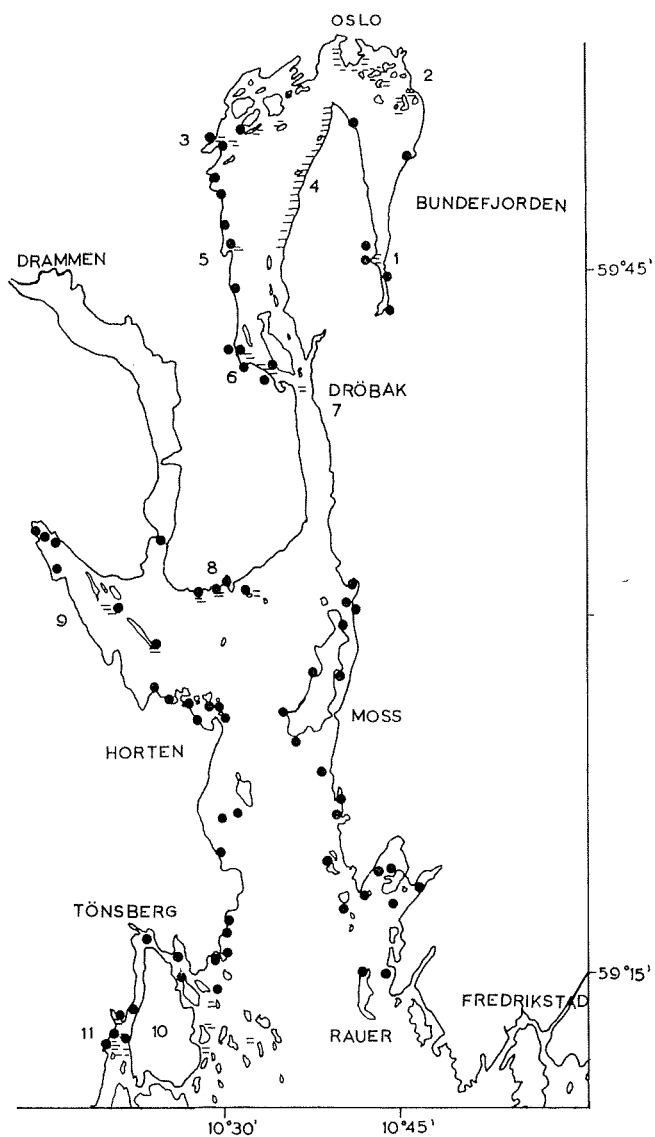 OSLO
2
3
4
BUNDEFJORDEN
DRAMMEN
5
1
59°45'
6
DRÖBAK
7
8
9
MOSS
HORTEN
TÖNSBERG
59°15'
FREDRIKSTAD
11
10
RAUER
10°30'
10°45'